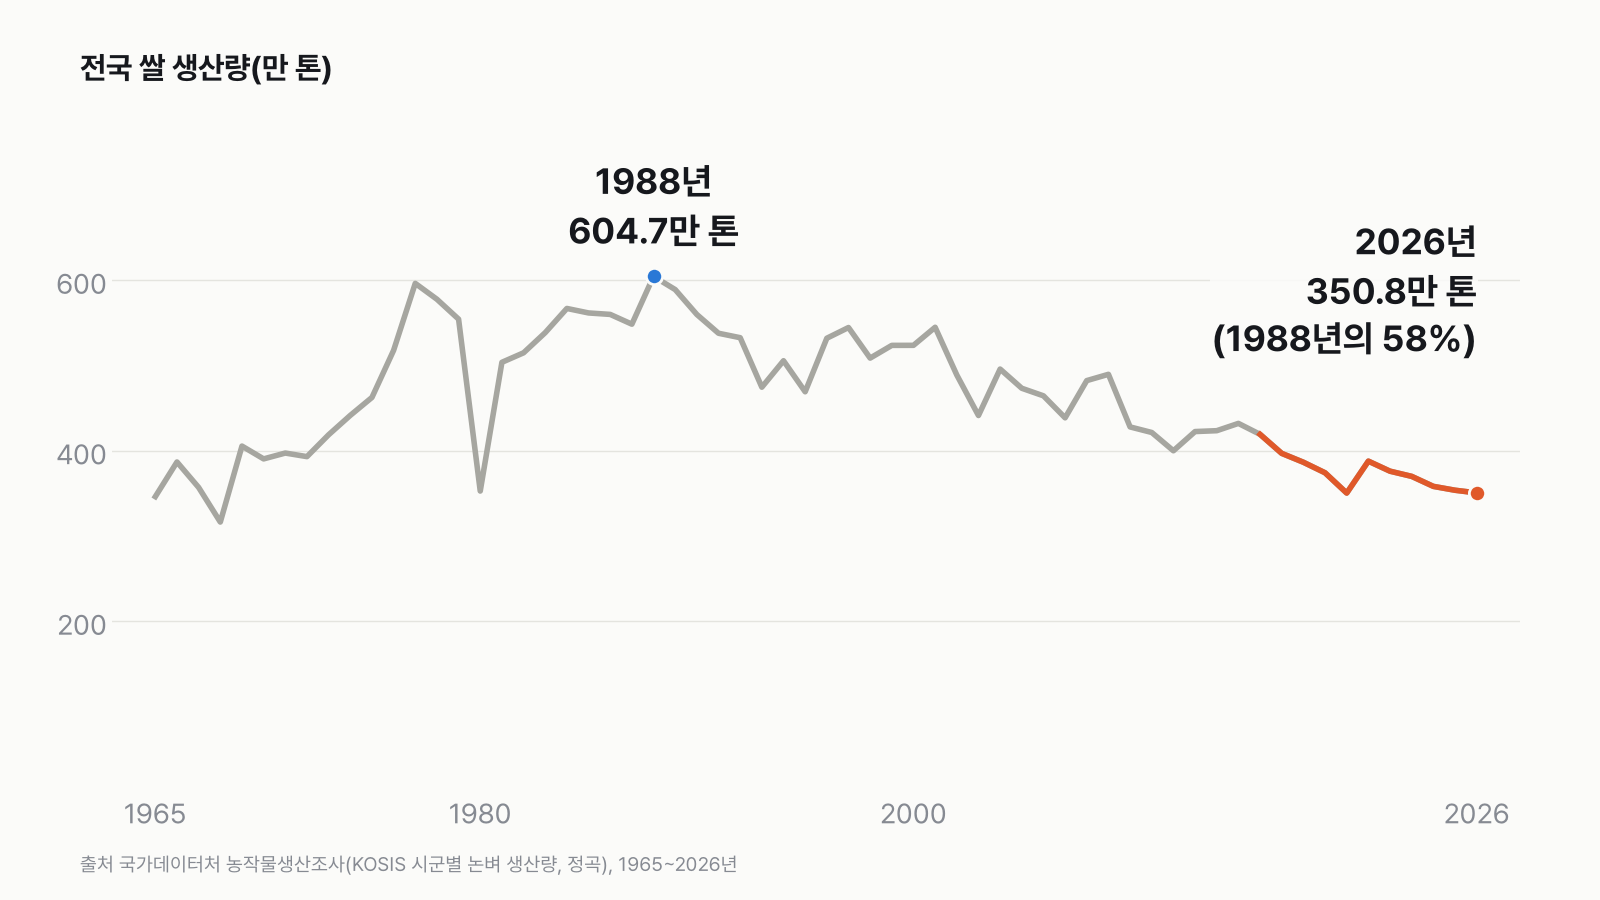 전국 쌀 생산량(만 톤)
1988년
604.7만 톤
2026년
350.8만 톤
(1988년의 58%)
600
400
200
1965
1980
2000
2026
출처 국가데이터처 농작물생산조사(KOSIS 시군별 논벼 생산량, 정곡), 1965~2026년